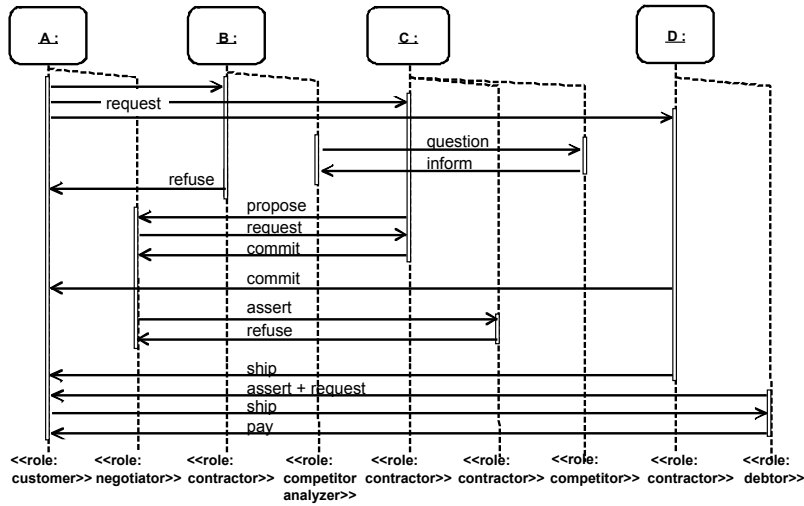 A :
B :
C :
D :
request
question
inform
refuse
propose
request
commit
commit
assert
refuse
ship
assert + request
ship
pay
<<role: <<role: <<role: <<role: <<role: <<role: <<role: <<role: <<role:
customer>> negotiator>> contractor>> competitor contractor>> contractor>> competitor>> contractor>> debtor>>
analyzer>>